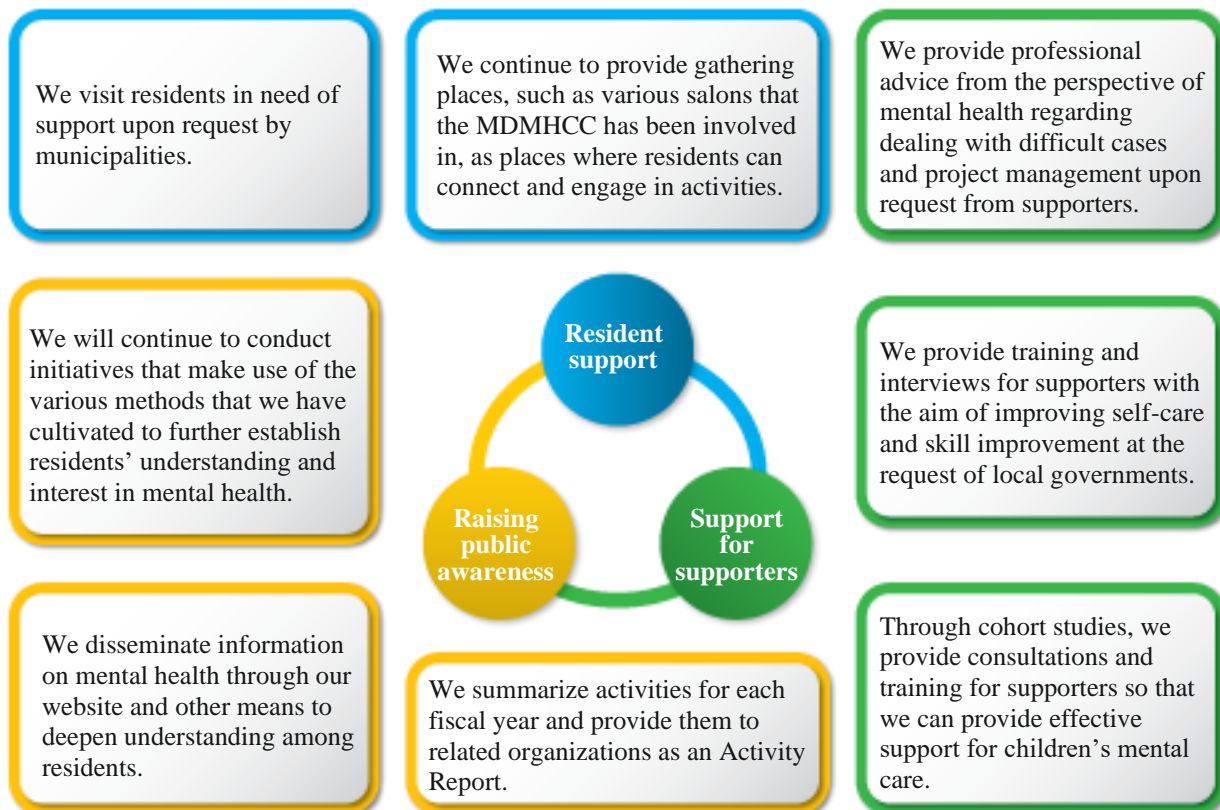 We visit residents in need of
support upon request by
municipalities.
We continue to provide gathering
places, such as various salons that
the MDMHCC has been involved
in, as places where residents can
connect and engage in activities.
We provide professional
advice from the perspective of
mental health regarding
dealing with difficult cases
and project management upon
request from supporters.
We will continue to conduct
initiatives that make use of the
various methods that we have
cultivated to further establish
residents’ understanding and
interest in mental health.
Resident
support
Raising
public
awareness
Support
for
supporters
We provide training and
interviews for supporters with
the aim of improving self-care
and skill improvement at the
request of local governments.
We disseminate information
on mental health through our
website and other means to
deepen understanding among
residents.
We summarize activities for each
fiscal year and provide them to
related organizations as an Activity
Report.
Through cohort studies, we
provide consultations and
training for supporters so that
we can provide effective
support for children’s mental
care.